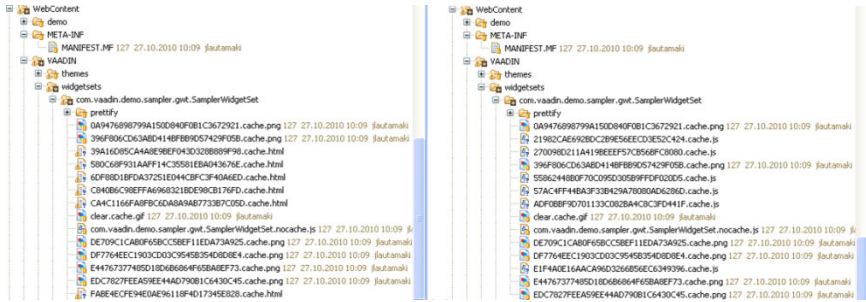 WebContent
demo
META-INF
MANIFEST.MF 127 27.10.2010 10:09 jlautamaki
VAADIN
themes
widgetsets
com.vaadin.demo.sampler.gwt.SamplerWidgetSet
prettify
0A9476898799A150D840F0B1C3672921.cache.png 127 27.10.2010 10:09 jlautamaki
396F806CD63ABD414BFBB9D57429F05B.cache.png 127 27.10.2010 10:09 jlautamaki
39A16D85CA4A8E9BEF043D328B889F98.cache.html
580C68F931AAFF14C35581EBA043676E.cache.html
6DF88D1BFDA37251E044CBFC3F40A6ED.cache.html
C840B6C98EFFA6968321BDE98CB176FD.cache.html
CA4C1166FA8FBC6DA8A9AB7733B7C05D.cache.html
clear.cache.gif 127 27.10.2010 10:09 jlautamaki
com.vaadin.demo.sampler.gwt.SamplerWidgetSet.nocache.js 127 27.10.2010 10:09
DE709C1CAB0F65BCC5BEF11EDA73A925.cache.png 127 27.10.2010 10:09 jlautamaki
DF7764EEC1903CD03C9545B354D8D8E4.cache.png 127 27.10.2010 10:09 jlautamaki
E44767377485D18D6B6864F65BA8EF73.cache.png 127 27.10.2010 10:09 jlautamaki
EDC7827FEEA59EE44AD790B1C6430C45.cache.png 127 27.10.2010 10:09 jlautamaki
FABE4ECFE94E0AE96118F4D17345E828.cache.html
WebContent
demo
META-INF
MANIFEST.MF 127 27.10.2010 10:09 jlautamaki
VAADIN
themes
widgetsets
com.vaadin.demo.sampler.gwt.SamplerWidgetSet
prettify
0A9476898799A150D840F0B1C3672921.cache.png 127 27.10.2010 10:09 jlautamaki
21982CAE692BDC2B9E56EECD3E52C424.cache.js
270098D211A419BEEEF57CB56BFC8080.cache.js
396F806CD63ABD414BFBB9D57429F05B.cache.png 127 27.10.2010 10:09 jlautamaki
55862448B0F70C095D305B9FFDF020D5.cache.js
57AC4FF44BA3F33B429A78080AD6286D.cache.js
ADF0BBF9D701133C082BA4C8C3FD441F.cache.js
clear.cache.gif 127 27.10.2010 10:09 jlautamaki
com.vaadin.demo.sampler.gwt.SamplerWidgetSet.nocache.js 127 27.10.2010 10:09
DE709C1CAB0F65BCC5BEF11EDA73A925.cache.png 127 27.10.2010 10:09 jlautamaki
DF7764EEC1903CD03C9545B354D8D8E4.cache.png 127 27.10.2010 10:09 jlautamaki
E1F4A0E16AACA96D3266B56EC6349396.cache.js
E44767377485D18D6B6864F65BA8EF73.cache.png 127 27.10.2010 10:09 jlautamaki
EDC7827FEEA59EE44AD790B1C6430C45.cache.png 127 27.10.2010 10:09 jlautamaki